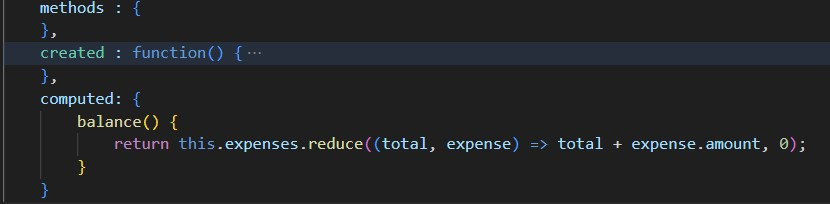 methods : {
},
created : function() { ⋯
},
computed: {
balance() {
return this.expenses.reduce((total, expense) => total + expense.amount, 0);
}
}